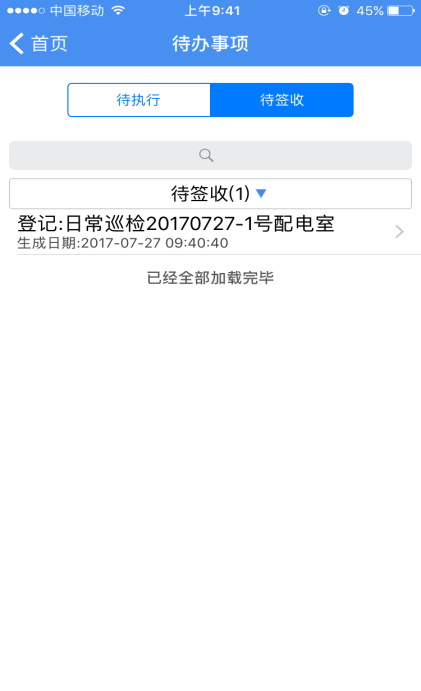 中国移动 上午9:41 45%
首页 待办事项
待执行 待签收
待签收(1)
登记:日常巡检20170727-1号配电室
生成日期:2017-07-27 09:40:40
已经全部加载完毕